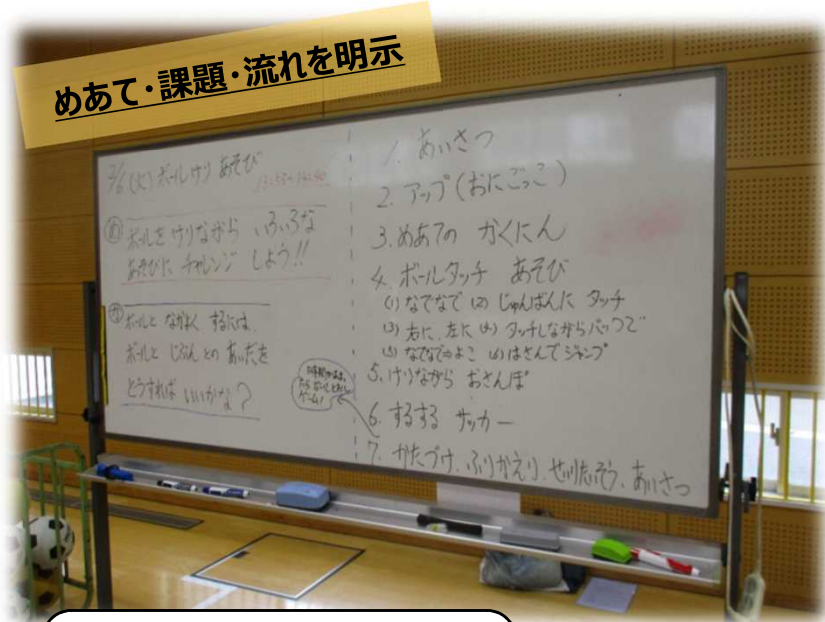 めあて・課題・流れを明示
2/6(火)ボールけり あそび
め ボールを けりながら いろいろな
あそびに チャレンジ しよう!!
ボールと なかよく するには
ボールと じぶん との あいだを
どうすれば いいかな?
1. あいさつ
2. アップ(おにごっこ)
3. めあての かくにん
4. ボールタッチ あそび
(1) なでなで (2) じゅんばんに タッチ
(3) 右に、左に (4) タッチしながらバックで
(5) なでなで⇒よこ (6) はさんで ジャンプ
5. けりながら おさんぽ
ゲーム!
6. するする サッカー
7. かたづけ、ふりかえり、せいりたいそう、あいさつ